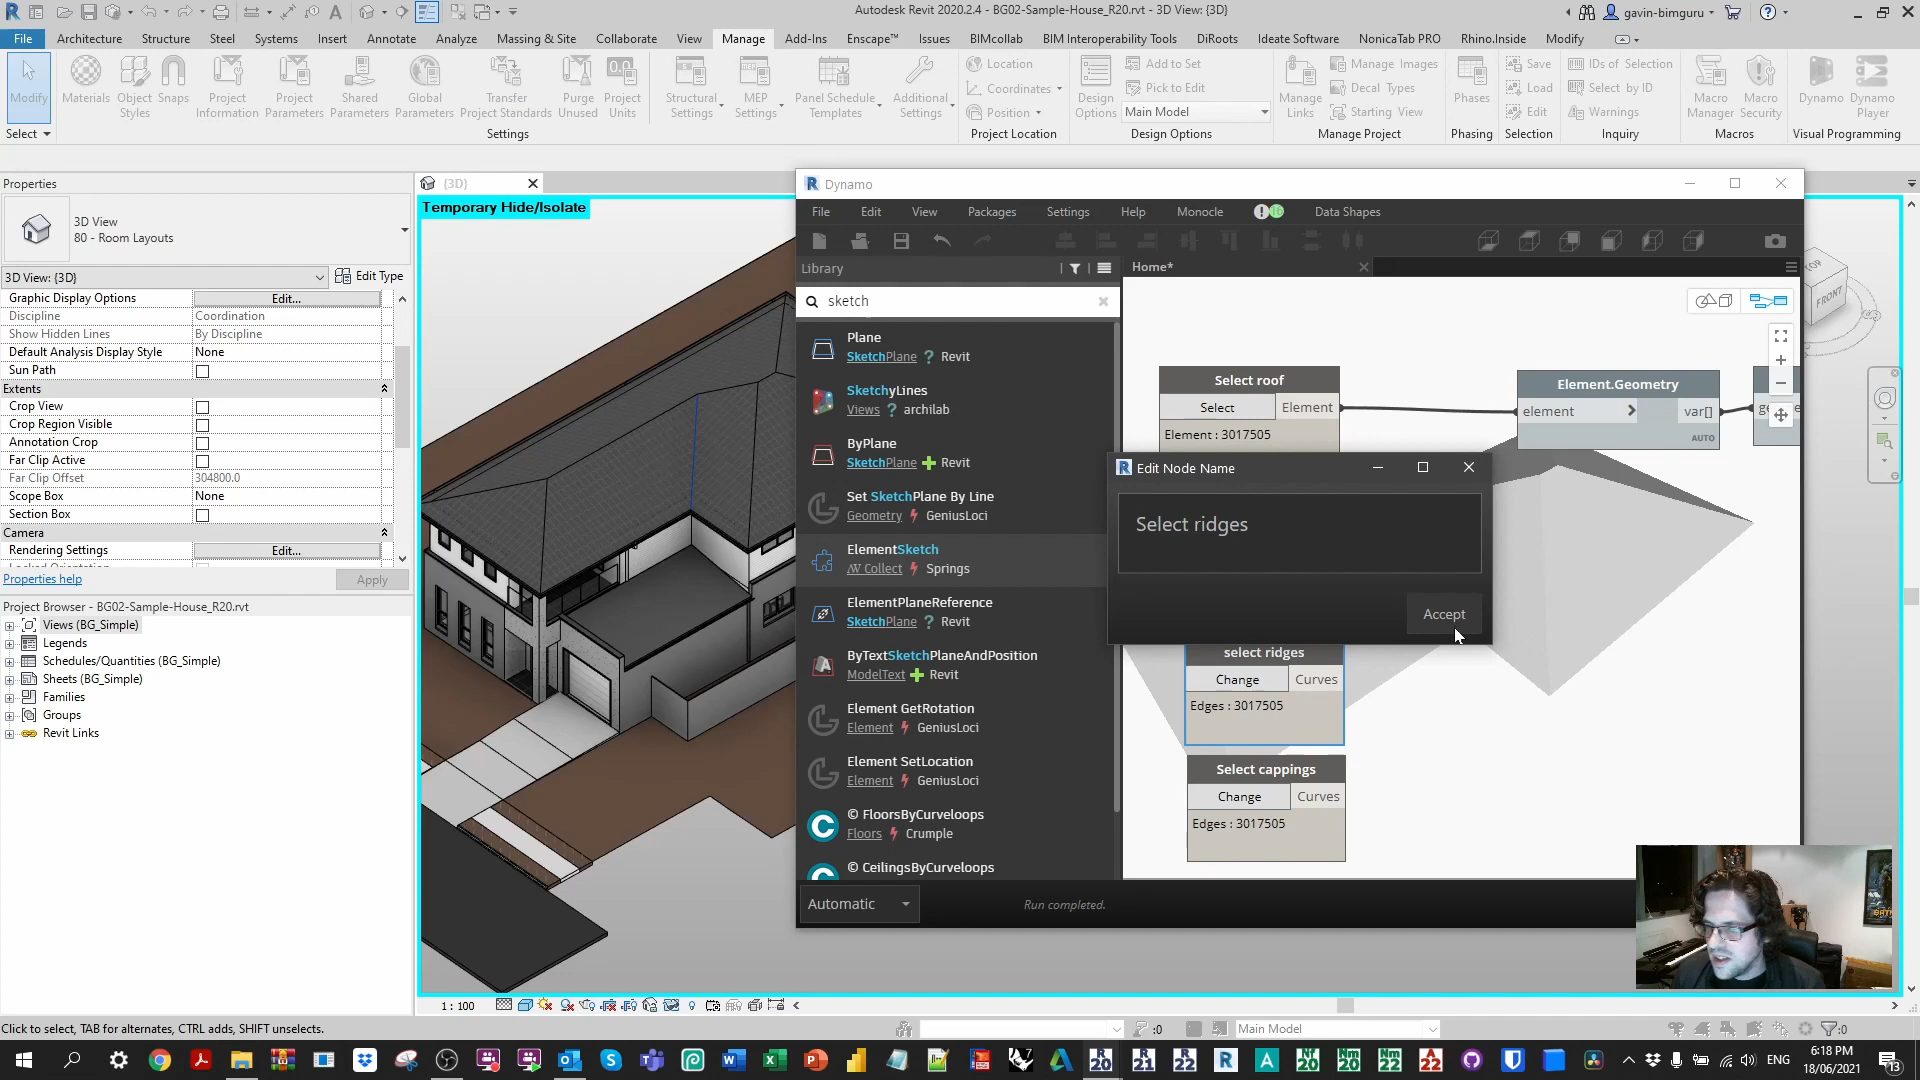 Autodesk Revit 2020.2.4 - BG02-Sample-House_R20.rvt - 3D View: {3D}
gavin-bimguru
File
Architecture
Structure
Steel
Systems
Insert
Annotate
Analyze
Massing & Site
Collaborate
View
Manage
Add-Ins
Enscape™
Issues
BIMcollab
BIM Interoperability Tools
DiRoots
Ideate Software
NonicaTab PRO
Rhino.Inside
Modify
Modify
Materials
Object Styles
Snaps
Project Information
Project Parameters
Shared Parameters
Global Parameters
Transfer Project Standards
Purge Unused
Project Units
Structural Settings
MEP Settings
Panel Schedule Templates
Additional Settings
Location
Coordinates
Position
Design Options
Add to Set
Pick to Edit
Main Model
Manage Links
Manage Images
Decal Types
Starting View
Phases
Save
Load
Edit
IDs of Selection
Select by ID
Warnings
Macro Manager
Macro Security
Dynamo
Dynamo Player
Select
Settings
Project Location
Design Options
Manage Project
Phasing
Selection
Inquiry
Macros
Visual Programming
Properties
3D View
80 - Room Layouts
3D View: {3D}
Edit Type
Graphic Display Options
Edit...
Discipline
Coordination
Show Hidden Lines
By Discipline
Default Analysis Display Style
None
Sun Path
Extents
Crop View
Crop Region Visible
Annotation Crop
Far Clip Active
Far Clip Offset
304800.0
Scope Box
None
Section Box
Camera
Rendering Settings
Edit...
Properties help
Apply
Project Browser - BG02-Sample-House_R20.rvt
Views (BG_Simple)
Legends
Schedules/Quantities (BG_Simple)
Sheets (BG_Simple)
Families
Groups
Revit Links
{3D}
Temporary Hide/Isolate
TOP
FRONT
Dynamo
File
Edit
View
Packages
Settings
Help
Monocle
Data Shapes
Library
Home*
sketch
Plane
SketchPlane ? Revit
SketchyLines
Views ? archilab
ByPlane
SketchPlane Revit
Set SketchPlane By Line
Geometry GeniusLoci
ElementSketch
Collect Springs
ElementPlaneReference
SketchPlane ? Revit
ByTextSketchPlaneAndPosition
ModelText Revit
Element GetRotation
Element GeniusLoci
Element SetLocation
Element GeniusLoci
© FloorsByCurveloops
Floors Crumple
© CeilingsByCurveloops
Select roof
Select
Element
Element : 3017505
Element.Geometry
element
var[]
AUTO
Edit Node Name
Select ridges
Accept
select ridges
Change
Curves
Edges : 3017505
Select cappings
Change
Curves
Edges : 3017505
Automatic
Run completed.
1 : 100
Click to select, TAB for alternates, CTRL adds, SHIFT unselects.
:0
Main Model
:0
ENG
6:18 PM
18/06/2021
13